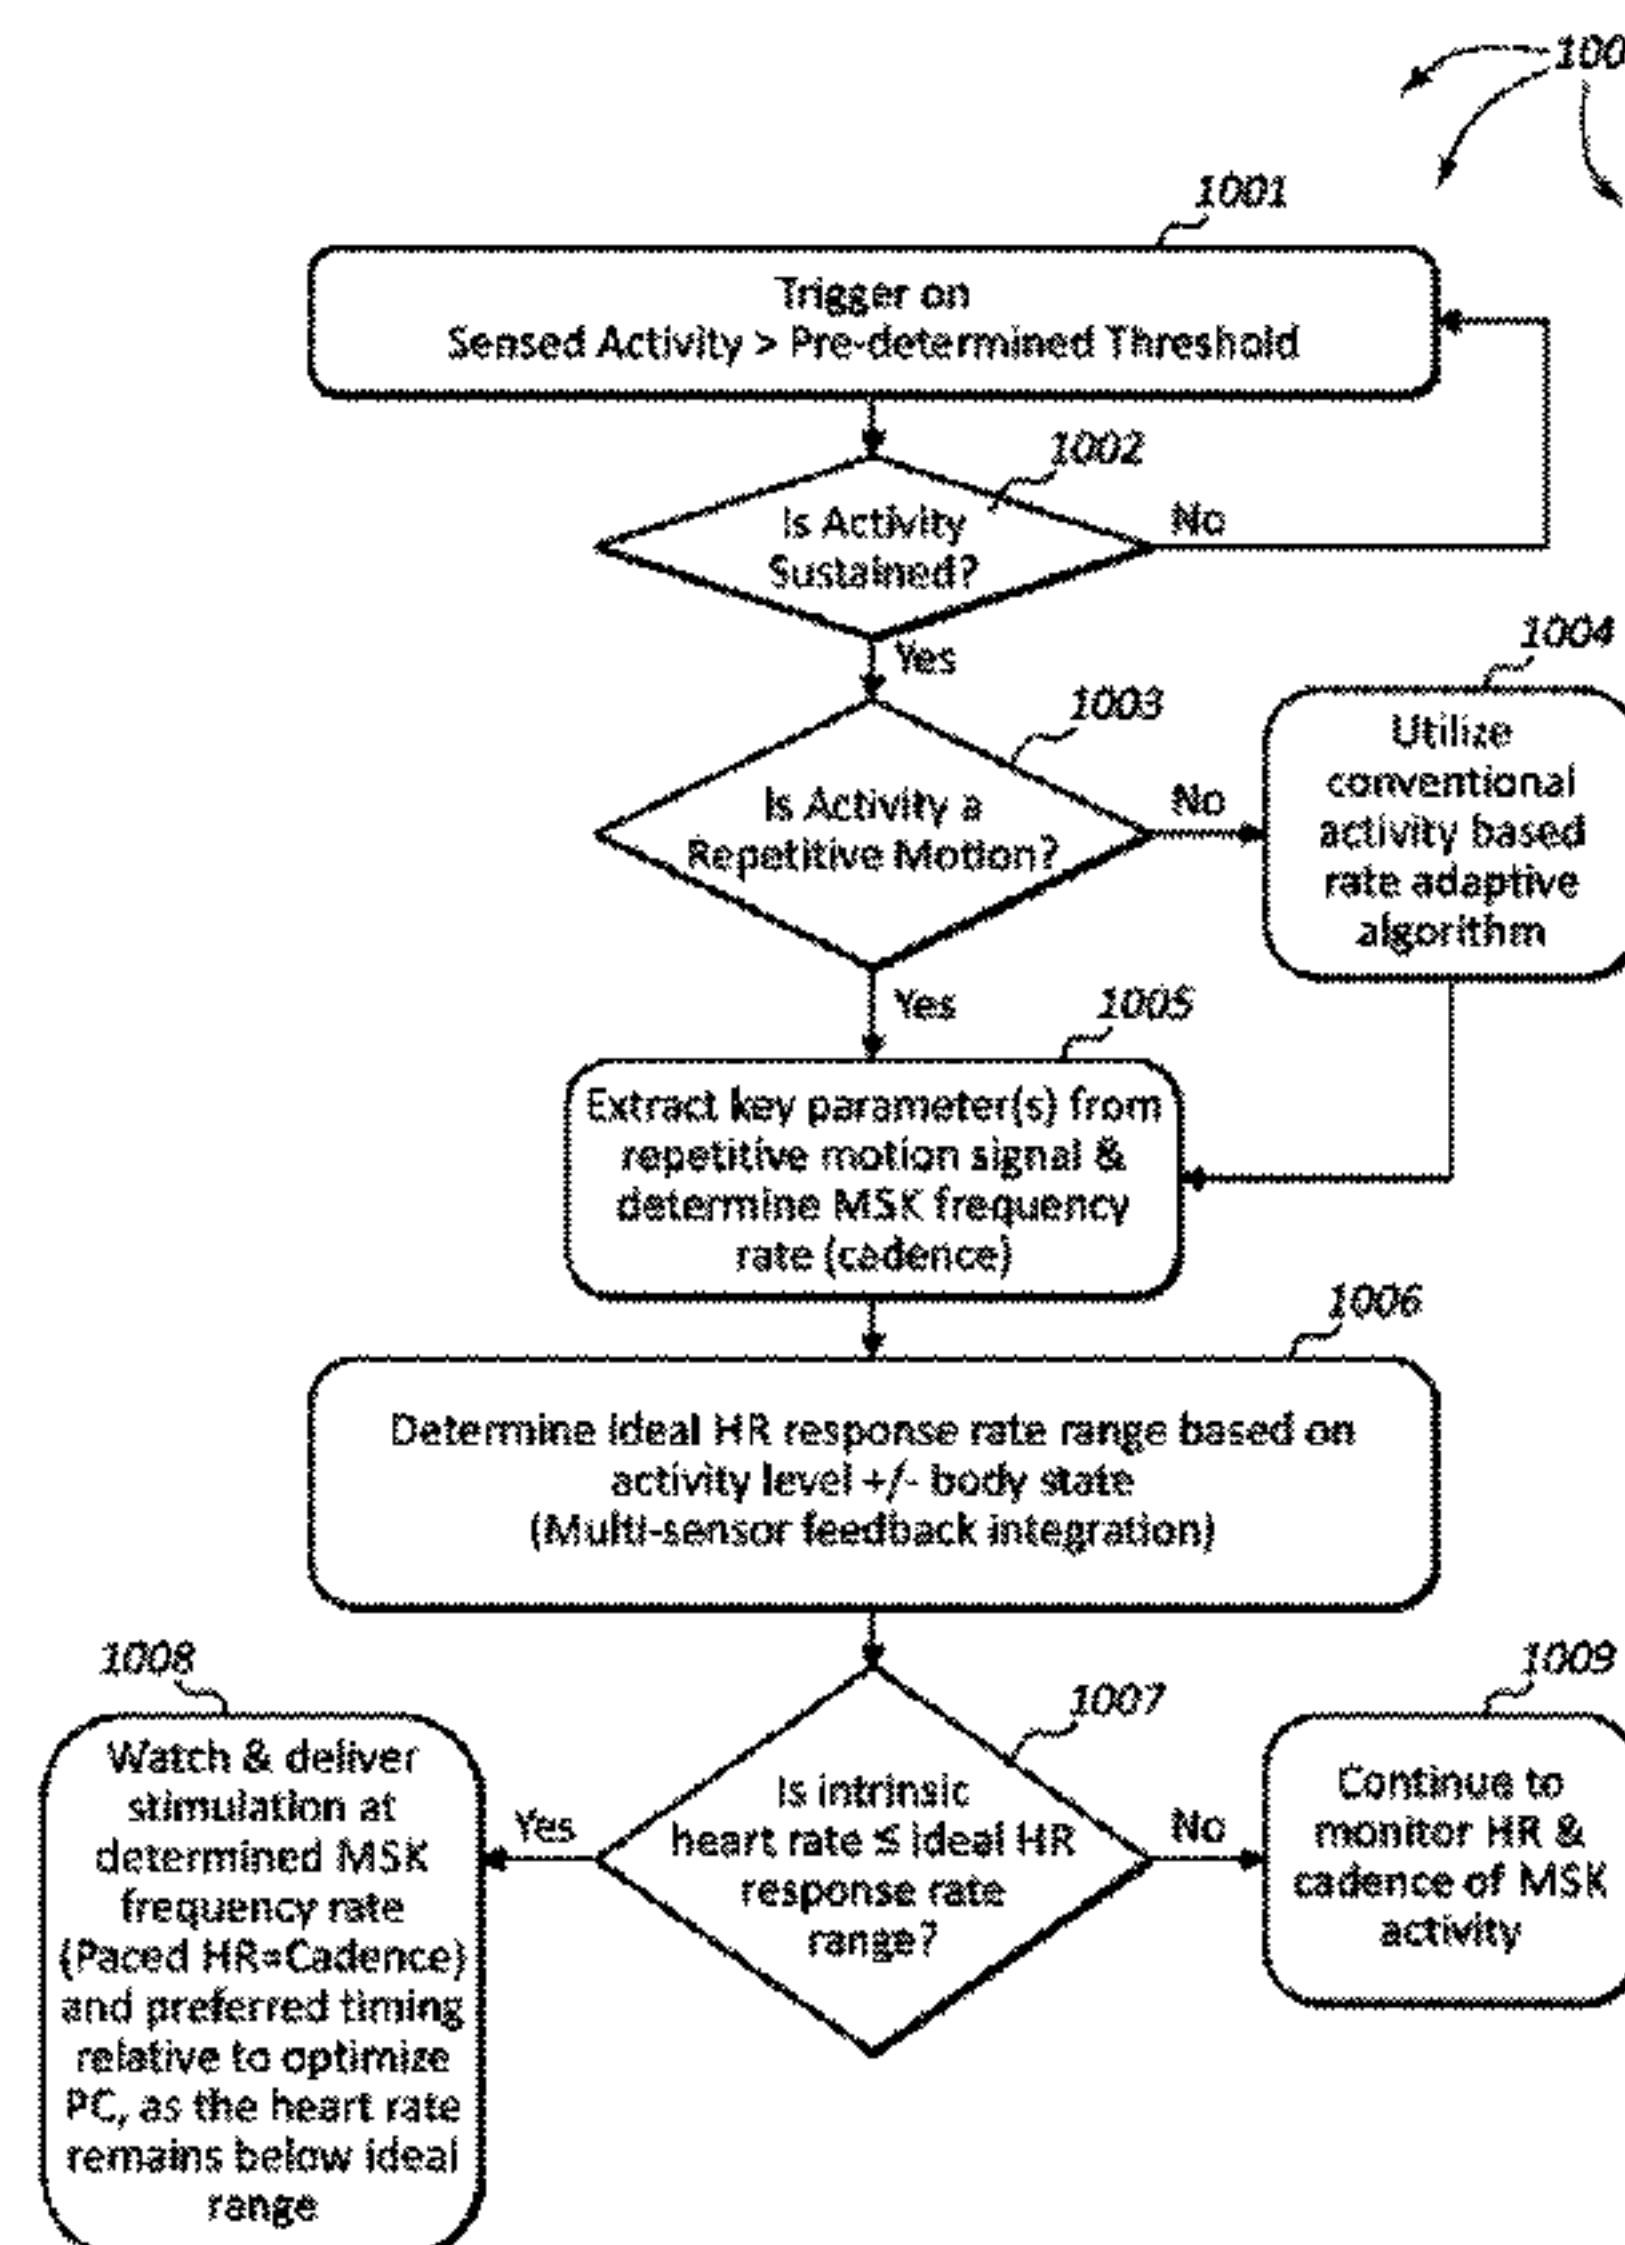 100
1001
Trigger on
Sensed Activity > Pre-determined Threshold
1002
Is Activity
Sustained?
No
Yes
1003
Is Activity a
Repetitive Motion?
No
1004
Utilize
conventional
activity based
rate adaptive
algorithm
Yes
1005
Extract key parameter(s) from
repetitive motion signal &
determine MSK frequency
rate (cadence)
1006
Determine ideal HR response rate range based on
activity level +/- body state
(Multi-sensor feedback integration)
1007
Is intrinsic
heart rate ≤ ideal HR
response rate
range?
Yes
1008
Watch & deliver
stimulation at
determined MSK
frequency rate
(Paced HR=Cadence)
and preferred timing
relative to optimize
PC, as the heart rate
remains below ideal
range
No
1009
Continue to
monitor HR &
cadence of MSK
activity